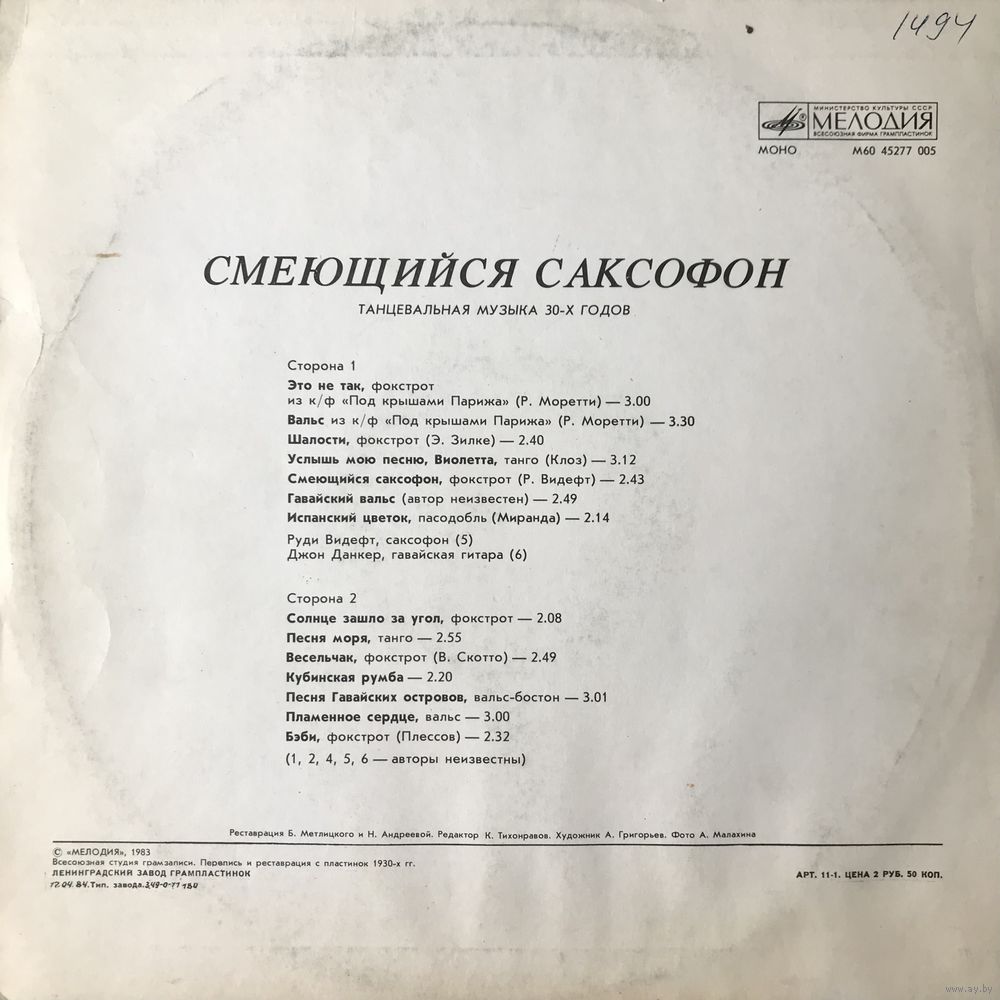 1494
МИНИСТЕРСТВО КУЛЬТУРЫ СССР
МЕЛОДИЯ
ВСЕСОЮЗНАЯ ФИРМА ГРАМПЛАСТИНОК
МОНО М60 45277 005
СМЕЮЩИЙСЯ САКСОФОН
ТАНЦЕВАЛЬНАЯ МУЗЫКА 30-Х ГОДОВ
Сторона 1
Это не так, фокстрот
из к/ф «Под крышами Парижа» (Р. Моретти) — 3.00
Вальс из к/ф «Под крышами Парижа» (Р. Моретти) — 3.30
Шалости, фокстрот (Э. Зилке) — 2.40
Услышь мою песню, Виолетта, танго (Клоз) — 3.12
Смеющийся саксофон, фокстрот (Р. Видефт) — 2.43
Гавайский вальс (автор неизвестен) — 2.49
Испанский цветок, пасодобль (Миранда) — 2.14
Руди Видефт, саксофон (5)
Джон Данкер, гавайская гитара (6)
Сторона 2
Солнце зашло за угол, фокстрот — 2.08
Песня моря, танго — 2.55
Весельчак, фокстрот (В. Скотто) — 2.49
Кубинская румба — 2.20
Песня Гавайских островов, вальс-бостон — 3.01
Пламенное сердце, вальс — 3.00
Бэби, фокстрот (Плессов) — 2.32
(1, 2, 4, 5, 6 — авторы неизвестны)
Реставрация Б. Метлицкого и Н. Андреевой. Редактор К. Тихонравов. Художник А. Григорьев. Фото А. Малахина
© «МЕЛОДИЯ», 1983
Всесоюзная студия грамзаписи. Перепись и реставрация с пластинок 1930-х гг.
ЛЕНИНГРАДСКИЙ ЗАВОД ГРАМПЛАСТИНОК
АРТ. 11-1. ЦЕНА 2 РУБ. 50 КОП.
Тип. завода.
www.ay.by